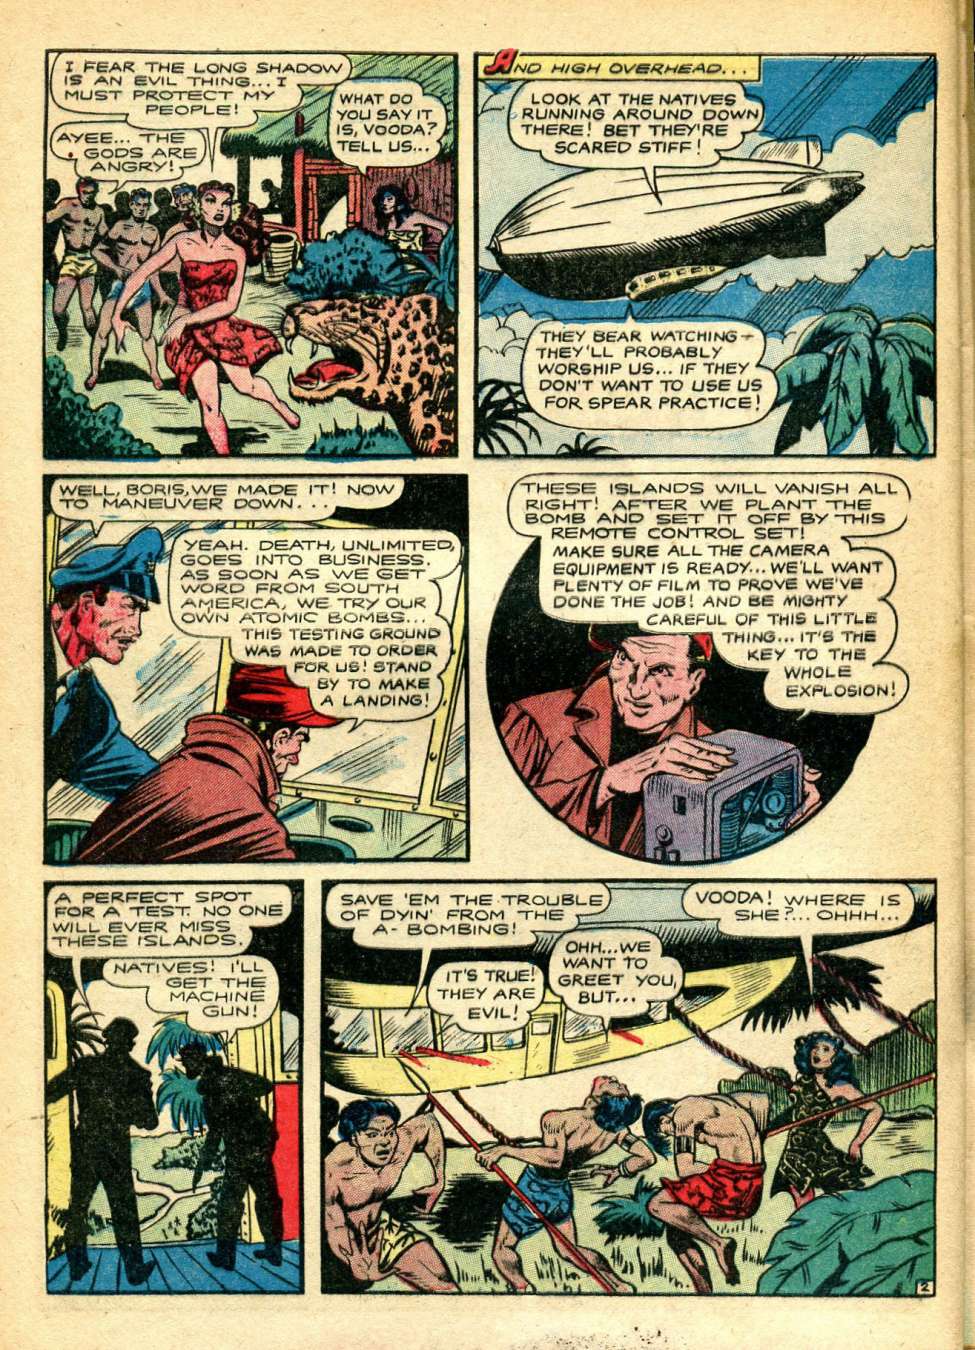 I FEAR THE LONG SHADOW
IS AN EVIL THING... I
MUST PROTECT MY
PEOPLE!
AYEE... THE
GODS ARE
ANGRY!
WHAT DO
YOU SAY IT
IS, VOODA?
TELL US...
AND HIGH OVERHEAD...
LOOK AT THE NATIVES
RUNNING AROUND DOWN
THERE! BET THEY'RE
SCARED STIFF!
THEY BEAR WATCHING-
THEY'LL PROBABLY
WORSHIP US... IF THEY
DON'T WANT TO USE US
FOR SPEAR PRACTICE!
WELL, BORIS, WE MADE IT! NOW
TO MANEUVER DOWN...
YEAH. DEATH, UNLIMITED,
GOES INTO BUSINESS.
AS SOON AS WE GET
WORD FROM SOUTH
AMERICA, WE TRY OUR
OWN ATOMIC BOMBS...
THIS TESTING GROUND
WAS MADE TO ORDER
FOR US! STAND
BY TO MAKE
A LANDING!
THESE ISLANDS WILL VANISH ALL
RIGHT! AFTER WE PLANT THE
BOMB AND SET IT OFF BY THIS
REMOTE CONTROL SET!
MAKE SURE ALL THE CAMERA
EQUIPMENT IS READY... WE'LL WANT
PLENTY OF FILM TO PROVE WE'VE
DONE THE JOB! AND BE MIGHTY
CAREFUL OF THIS LITTLE
THING... IT'S THE
KEY TO THE
WHOLE
EXPLOSION!
A PERFECT SPOT
FOR A TEST. NO ONE
WILL EVER MISS
THESE ISLANDS.
NATIVES! I'LL
GET THE
MACHINE
GUN!
SAVE 'EM THE TROUBLE
OF DYIN' FROM THE
A-BOMBING!
IT'S TRUE!
THEY ARE
EVIL!
OHH...WE
WANT TO
GREET YOU,
BUT...
VOODA! WHERE IS
SHE?... OHHH...
2